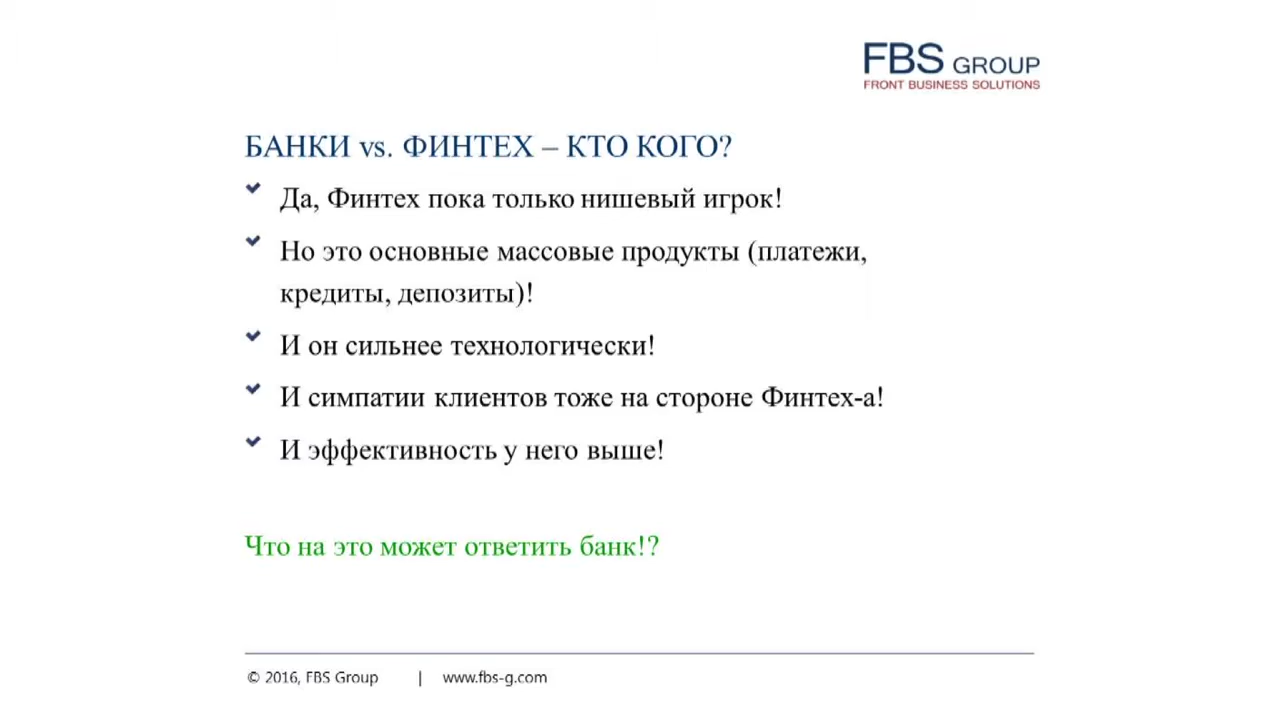 FBS GROUP
FRONT BUSINESS SOLUTIONS
БАНКИ vs. ФИНТЕХ – КТО КОГО?
Да, Финтех пока только нишевый игрок!
Но это основные массовые продукты (платежи,
кредиты, депозиты)!
И он сильнее технологически!
И симпатии клиентов тоже на стороне Финтех-а!
И эффективность у него выше!
Что на это может ответить банк!?
© 2016, FBS Group | www.fbs-g.com